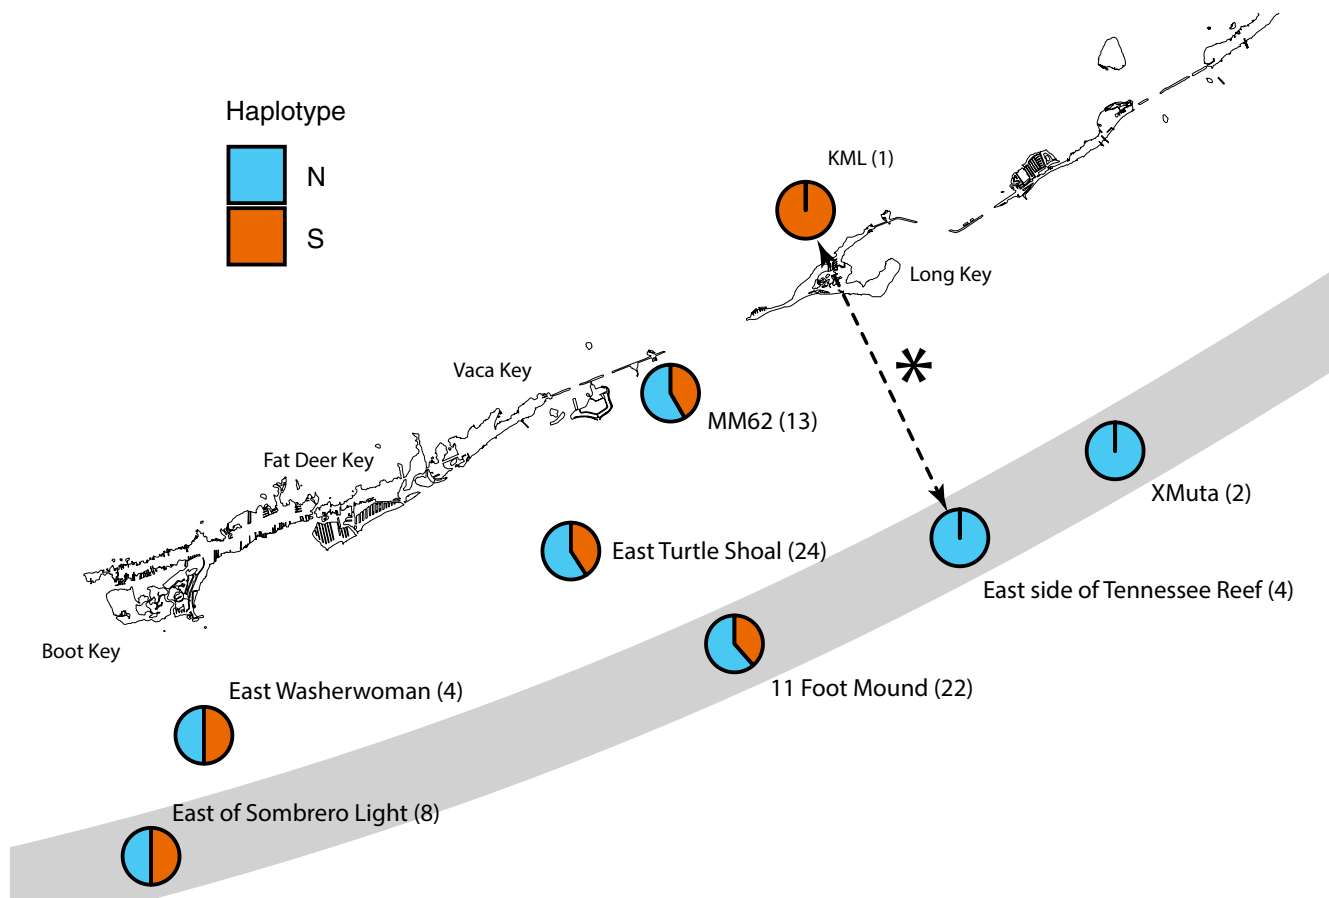 Haplotype
N
S
KML (1)
Long Key
*
Vaca Key
MM62 (13)
Fat Deer Key
XMuta (2)
East Turtle Shoal (24)
East side of Tennessee Reef (4)
Boot Key
11 Foot Mound (22)
East Washerwoman (4)
East of Sombrero Light (8)